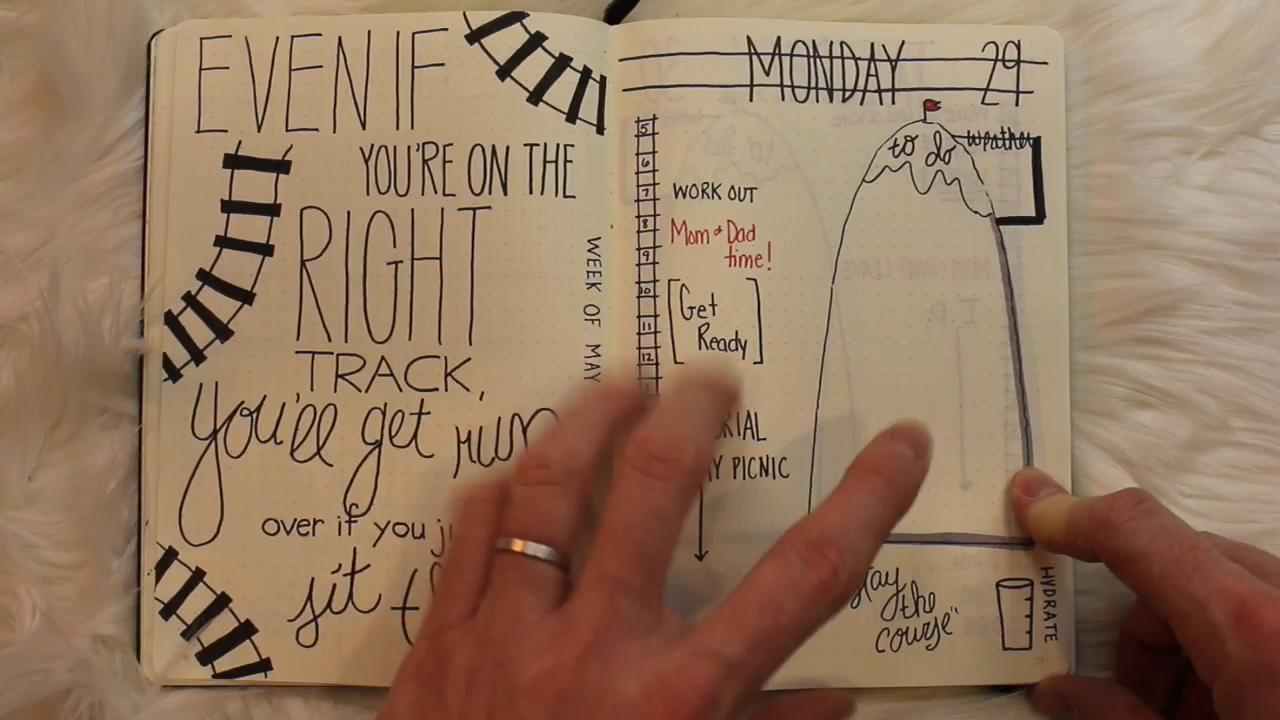 EVEN IF
YOU'RE ON THE
RIGHT
TRACK,
You'll get
over if you
sit
WEEK OF MAY
MONDAY 29
to do
weather
5
6
7
8
9
10
11
12
WORK OUT
Mom & Dad
time!
[Get
Ready]
PICNIC
the
course"
HYDRATE